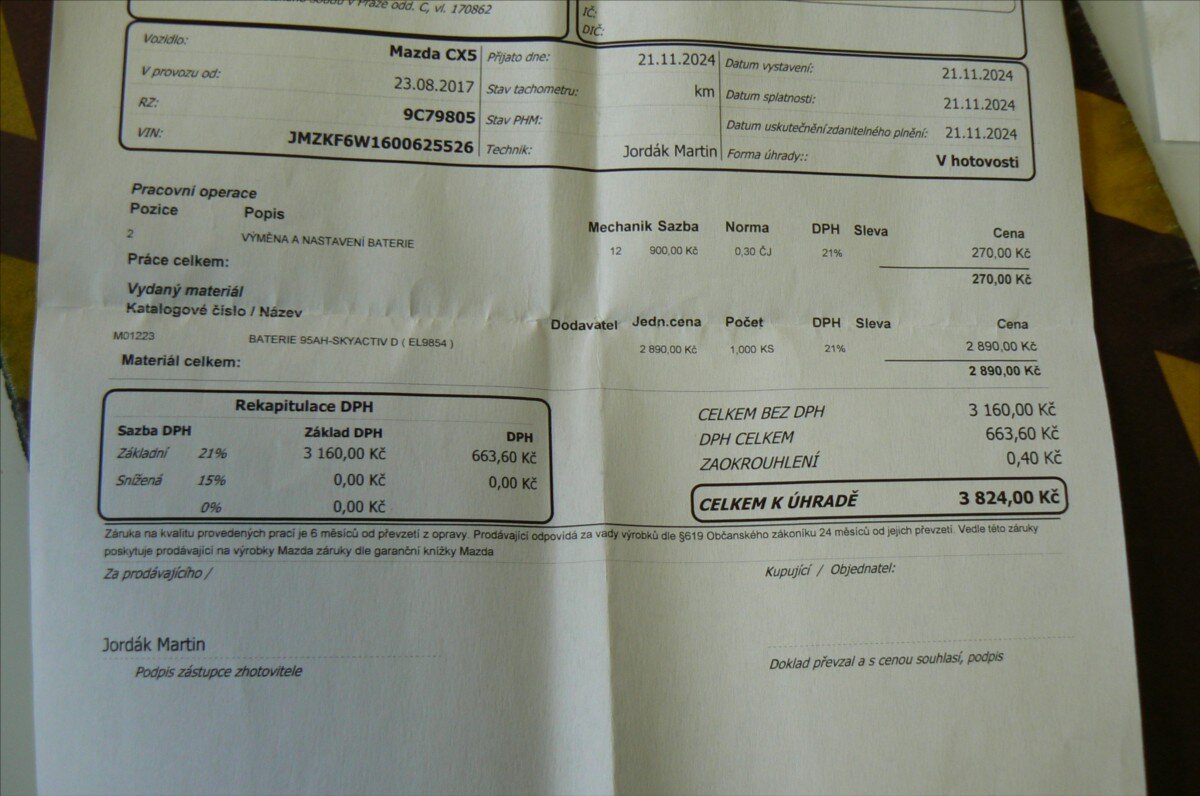 soudu v Praze odd. C, vl. 170862
IČ:
DIČ:
Vozidlo: Mazda CX5 Přijato dne: 21.11.2024 Datum vystavení: 21.11.2024
V provozu od: 23.08.2017 Stav tachometru: km Datum splatnosti: 21.11.2024
RZ: 9C79805 Stav PHM: Datum uskutečnění zdanitelného plnění: 21.11.2024
VIN: JMZKF6W1600625526 Technik: Jordák Martin Forma úhrady:: V hotovosti
Pracovní operace
Pozice Popis Mechanik Sazba Norma DPH Sleva Cena
2 VÝMĚNA A NASTAVENÍ BATERIE 12 900,00 Kč 0,30 ČJ 21% 270,00 Kč
Práce celkem: 270,00 Kč
Vydaný materiál
Katalogové číslo / Název Dodavatel Jedn.cena Počet DPH Sleva Cena
M01223 BATERIE 95AH-SKYACTIV D ( EL9854 ) 2 890,00 Kč 1,000 KS 21% 2 890,00 Kč
Materiál celkem: 2 890,00 Kč
Rekapitulace DPH
Sazba DPH Základ DPH DPH
Základní 21% 3 160,00 Kč 663,60 Kč
Snížená 15% 0,00 Kč 0,00 Kč
0% 0,00 Kč
CELKEM BEZ DPH 3 160,00 Kč
DPH CELKEM 663,60 Kč
ZAOKROUHLENÍ 0,40 Kč
CELKEM K ÚHRADĚ 3 824,00 Kč
Záruka na kvalitu provedených prací je 6 měsíců od převzetí z opravy. Prodávající odpovídá za vady výrobků dle §619 Občanského zákoníku 24 měsíců od jejich převzetí. Vedle této záruky
poskytuje prodávající na výrobky Mazda záruky dle garanční knížky Mazda
Za prodávajícího / Kupující / Objednatel:
Jordák Martin
Podpis zástupce zhotovitele Doklad převzal a s cenou souhlasí, podpis